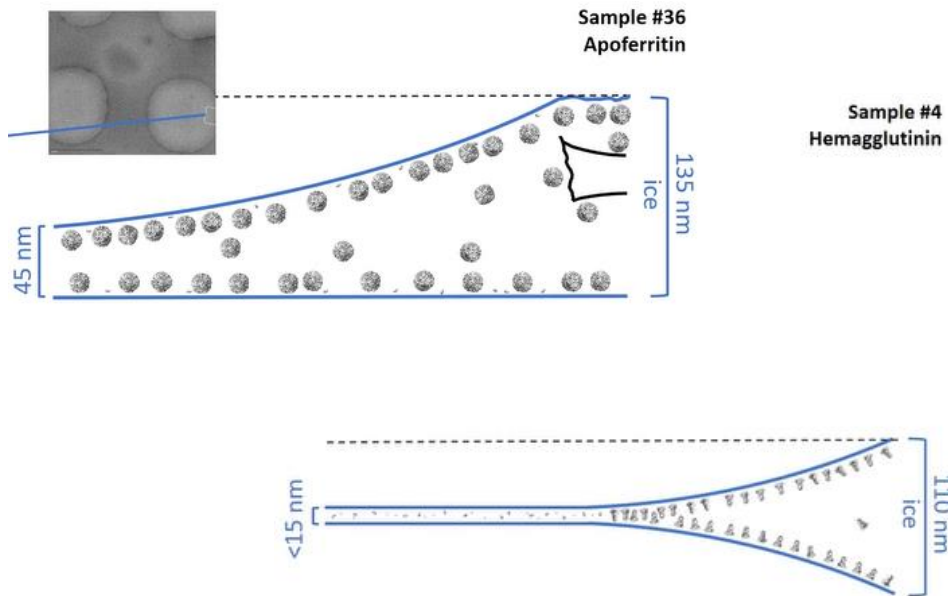 Sample #36
Apoferritin
Sample #4
Hemagglutinin
45 nm
135 nm
ice
<15 nm
110 nm
ice